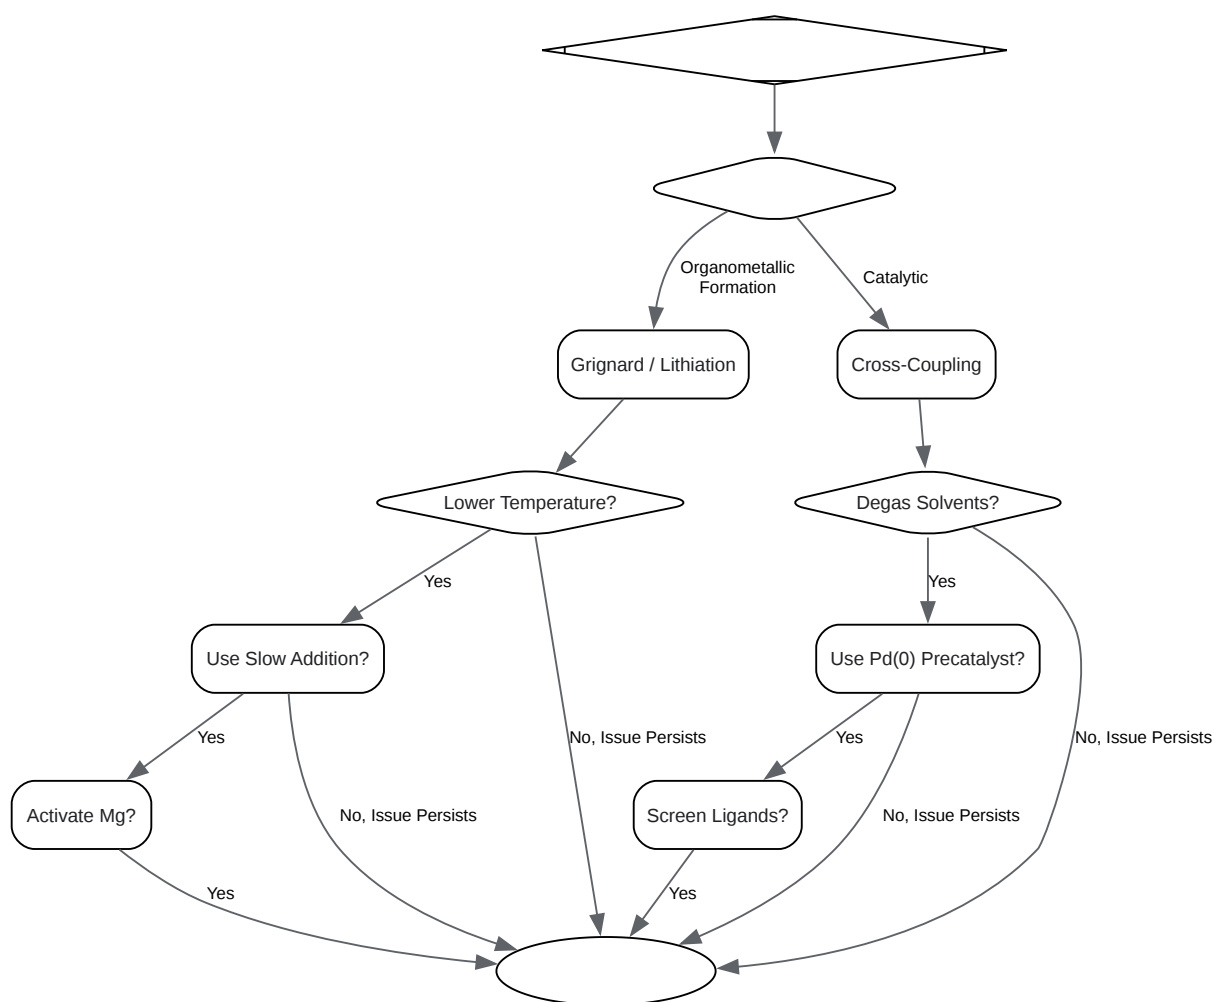 Organometallic
Formation
Catalytic
Grignard / Lithiation
Cross-Coupling
Lower Temperature?
Degas Solvents?
Yes
Yes
Use Slow Addition?
Use Pd(0) Precatalyst?
Yes
No, Issue Persists
Yes
No, Issue Persists
Activate Mg?
No, Issue Persists
Screen Ligands?
No, Issue Persists
Yes
Yes